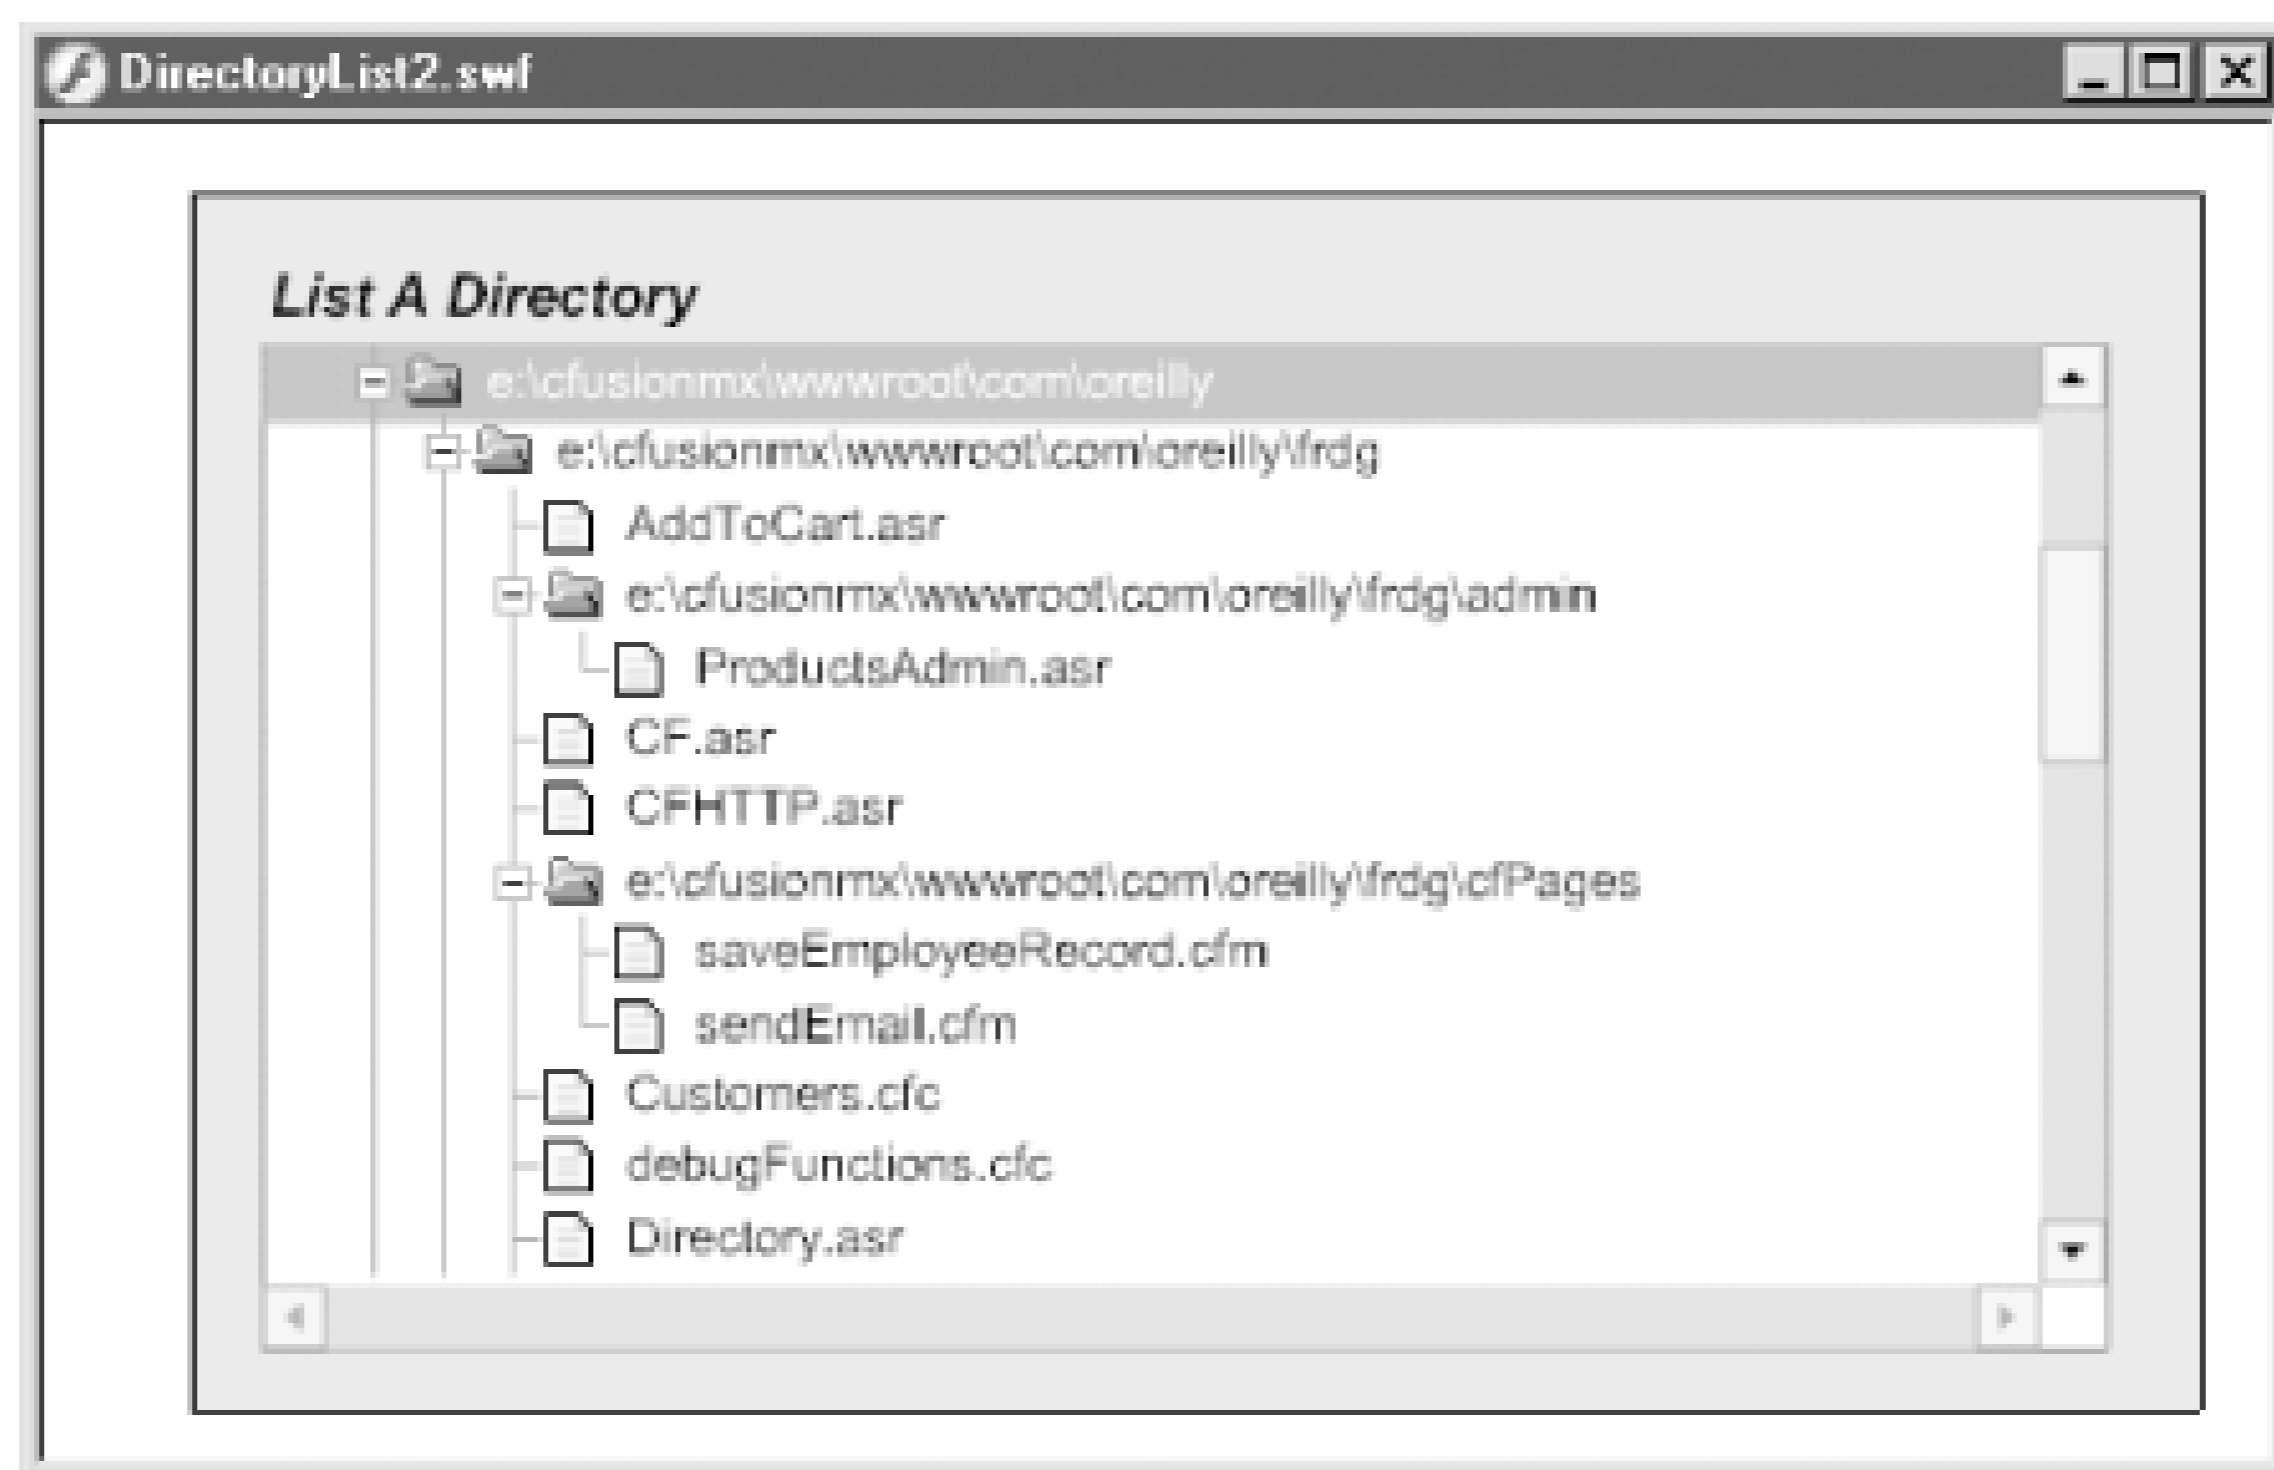 DirectoryList2.swf
List A Directory
e:\cfusionmx\wwwroot\com\oreilly
e:\cfusionmx\wwwroot\com\oreilly\frdg
AddToCart.asr
e:\cfusionmx\wwwroot\com\oreilly\frdg\admin
ProductsAdmin.asr
CF.asr
CFHTTP.asr
e:\cfusionmx\wwwroot\com\oreilly\frdg\cfPages
saveEmployeeRecord.cfm
sendEmail.cfm
Customers.cfc
debugFunctions.cfc
Directory.asr